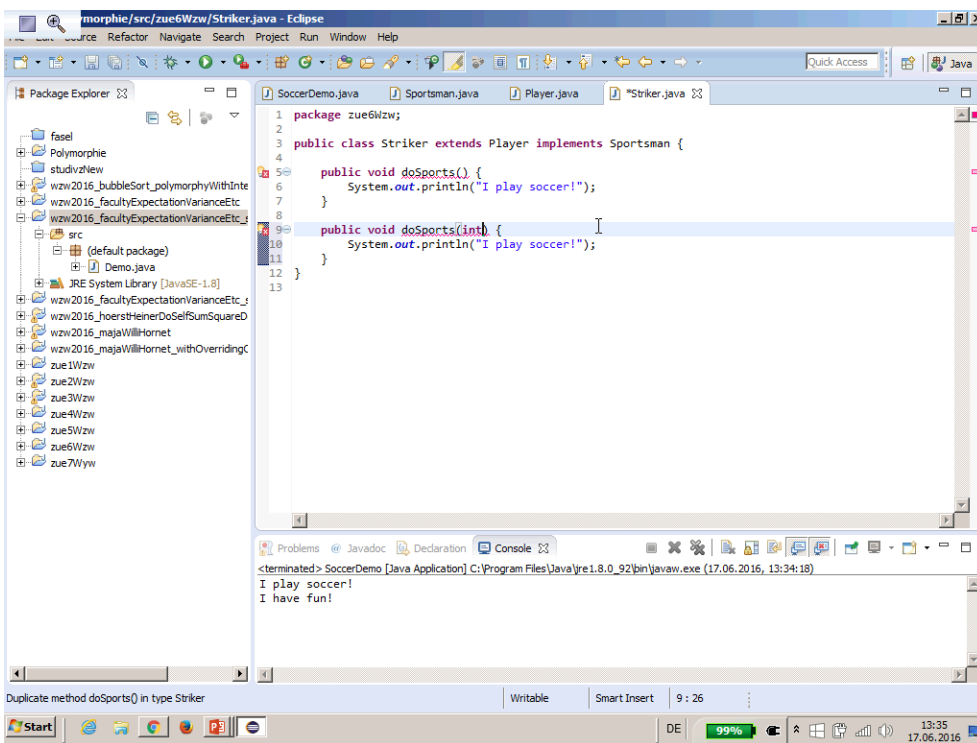 morphie/src/zue6Wzw/Striker.java - Eclipse
Source Refactor Navigate Search Project Run Window Help
Quick Access
Java
Package Explorer
SoccerDemo.java
Sportsman.java
Player.java
*Striker.java
fasel
Polymorphie
studivzNew
wzw2016_bubbleSort_polymorphyWithInte
wzw2016_facultyExpectationVarianceEtc
wzw2016_facultyExpectationVarianceEtc_s
src
(default package)
Demo.java
JRE System Library [JavaSE-1.8]
wzw2016_facultyExpectationVarianceEtc_s
wzw2016_hoerstHeinerDoSelfSumSquareD
wzw2016_majaWilliHornet
wzw2016_majaWilliHornet_withOverridingC
zue1Wzw
zue2Wzw
zue3Wzw
zue4Wzw
zue5Wzw
zue6Wzw
zue7Wyw
1 package zue6Wzw;
2
3 public class Striker extends Player implements Sportsman {
4
5 public void doSports() {
6 System.out.println("I play soccer!");
7 }
8
9 public void doSports(int) {
10 System.out.println("I play soccer!");
11 }
12 }
13
Problems @ Javadoc Declaration Console
<terminated> SoccerDemo [Java Application] C:\Program Files\Java\jre1.8.0_92\bin\javaw.exe (17.06.2016, 13:34:18)
I play soccer!
I have fun!
Duplicate method doSports() in type Striker
Writable
Smart Insert
9 : 26
Start
DE
99%
13:35
17.06.2016